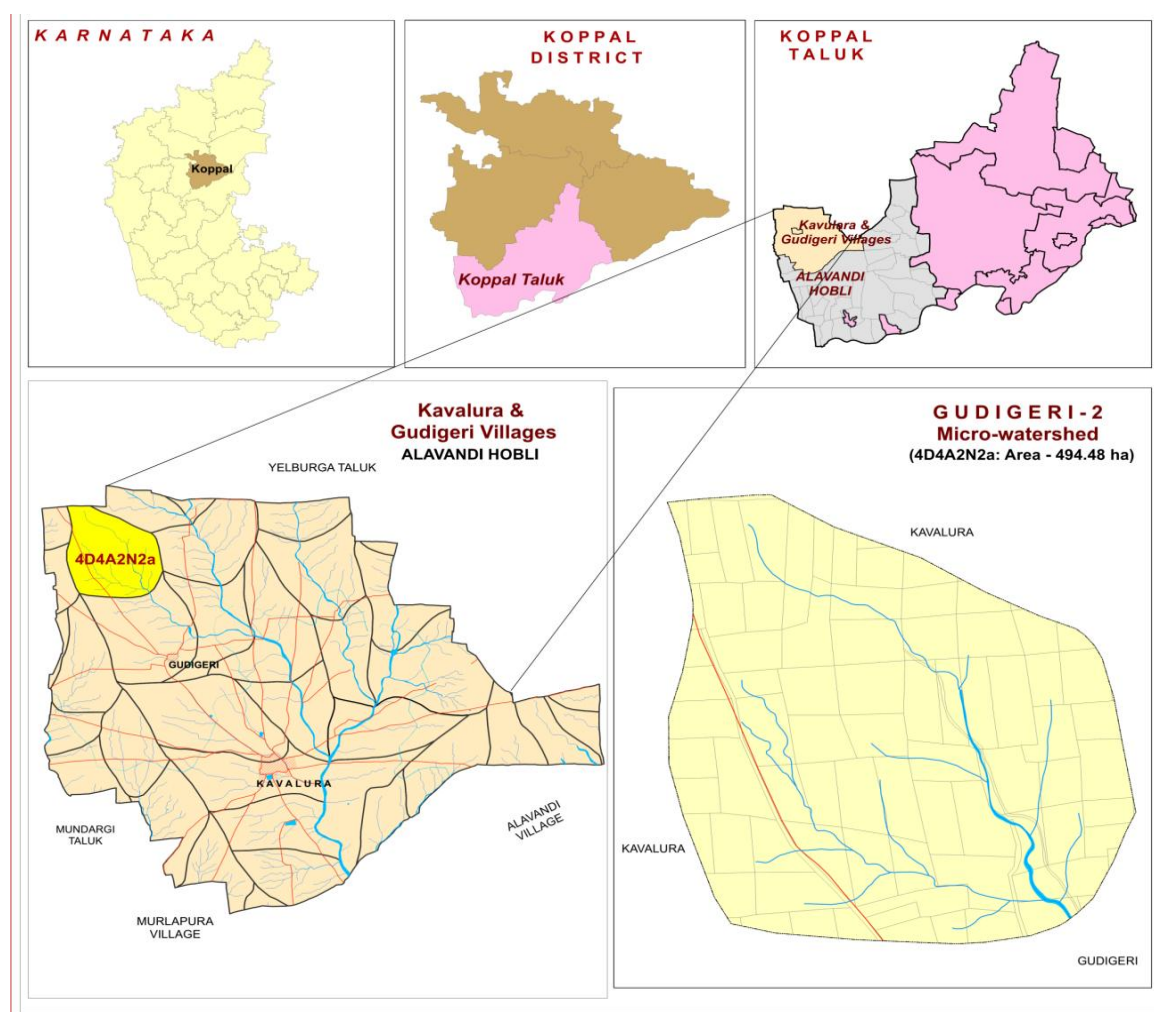 KARNATAKA
Koppal
KOPPAL
DISTRICT
Koppal Taluk
KOPPAL
TALUK
Kavulara &
Gudigeri Villages
ALAVANDI
HOBLI
Kavalura &
Gudigeri Villages
ALAVANDI HOBLI
YELBURGA TALUK
4D4A2N2a
GUDIGERI
KAVALURA
MUNDARGI
TALUK
ALAVANDI
VILLAGE
MURLAPURA
VILLAGE
GUDIGERI-2
Micro-watershed
(4D4A2N2a: Area - 494.48 ha)
KAVALURA
KAVALURA
GUDIGERI